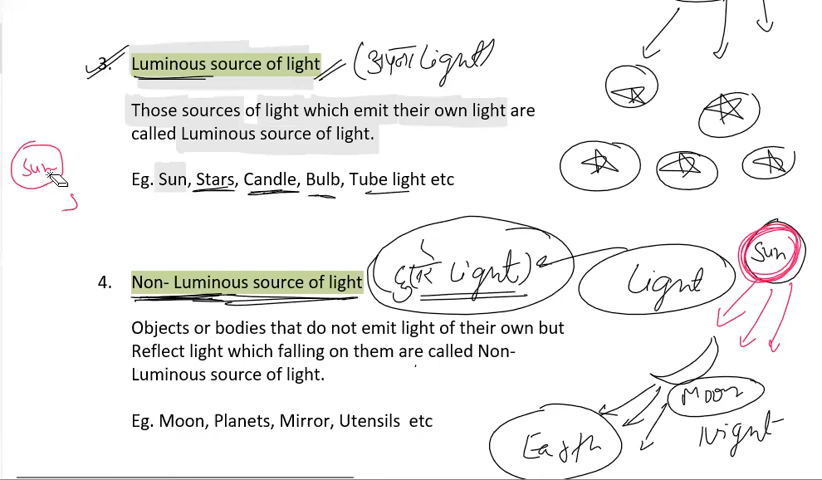 3. Luminous source of light (अपना light)
Those sources of light which emit their own light are
called Luminous source of light.
Sun
Eg. Sun, Stars, Candle, Bulb, Tube light etc
Sun
light
light)
4. Non- Luminous source of light
Objects or bodies that do not emit light of their own but
Reflect light which falling on them are called Non-
Luminous source of light.
Moon
Eg. Moon, Planets, Mirror, Utensils etc
Night
Earth